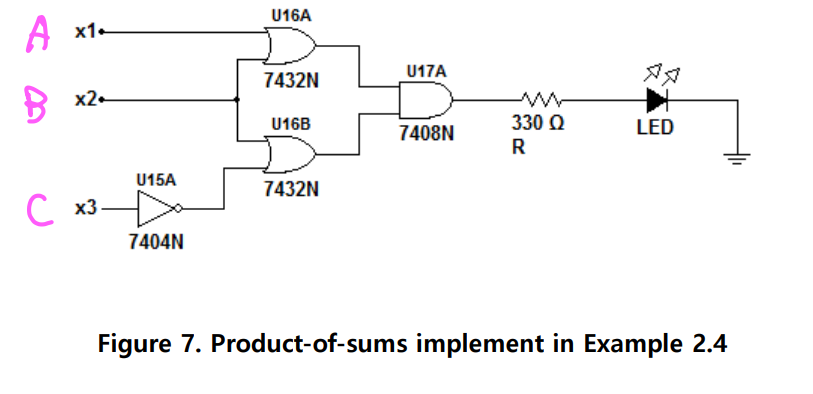 U16A
A x1
7432N
B x2
U17A
7408N
U16B
7432N
330 Ω
R
LED
U15A
C x3
7404N
Figure 7. Product-of-sums implement in Example 2.4